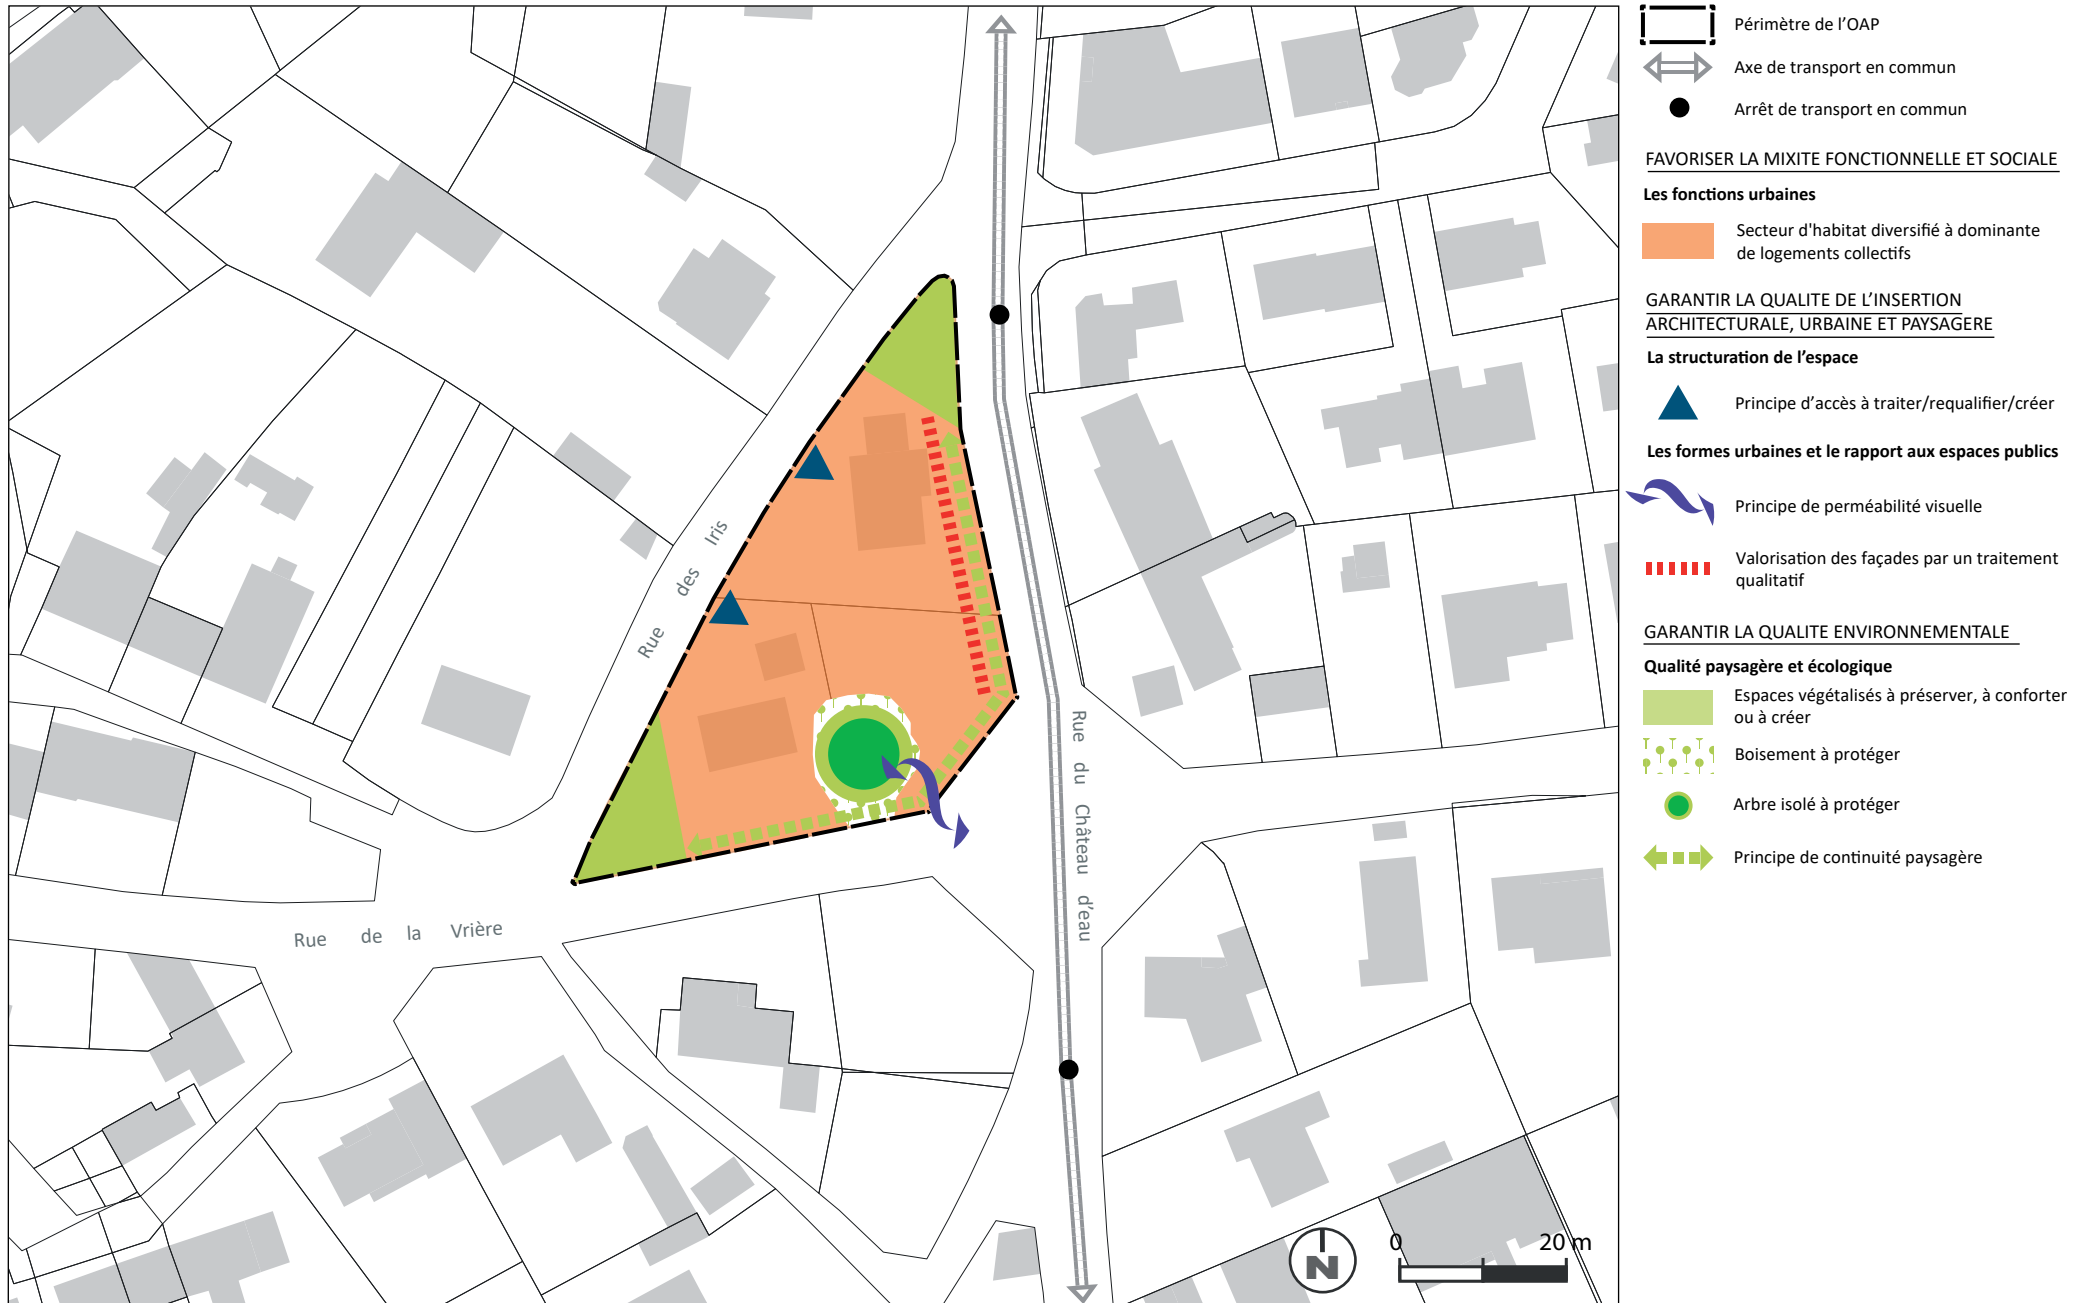 Périmètre de l’OAP
Axe de transport en commun
Arrêt de transport en commun
FAVORISER LA MIXITE FONCTIONNELLE ET SOCIALE
Les fonctions urbaines
Secteur d'habitat diversifié à dominante
de logements collectifs
GARANTIR LA QUALITE DE L’INSERTION
ARCHITECTURALE, URBAINE ET PAYSAGERE
La structuration de l’espace
Principe d’accès à traiter/requalifier/créer
Les formes urbaines et le rapport aux espaces publics
Principe de perméabilité visuelle
Valorisation des façades par un traitement
qualitatif
GARANTIR LA QUALITE ENVIRONNEMENTALE
Qualité paysagère et écologique
Espaces végétalisés à préserver, à conforter
ou à créer
Boisement à protéger
Arbre isolé à protéger
Principe de continuité paysagère
Rue des Iris
Rue du Château d'eau
Rue de la Vrière
N
0 20 m